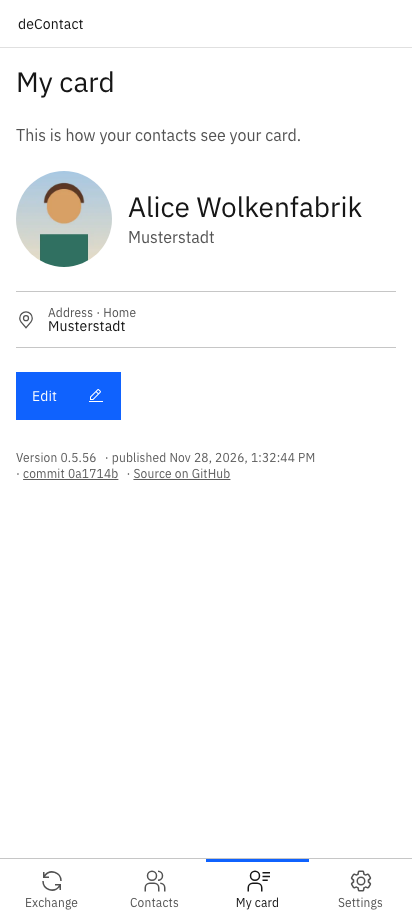 deContact
My card
This is how your contacts see your card.
Alice Wolkenfabrik
Musterstadt
Address · Home
Musterstadt
Edit
Version 0.5.56 · published Nov 28, 2026, 1:32:44 PM
· commit 0a1714b · Source on GitHub
Exchange Contacts My card Settings